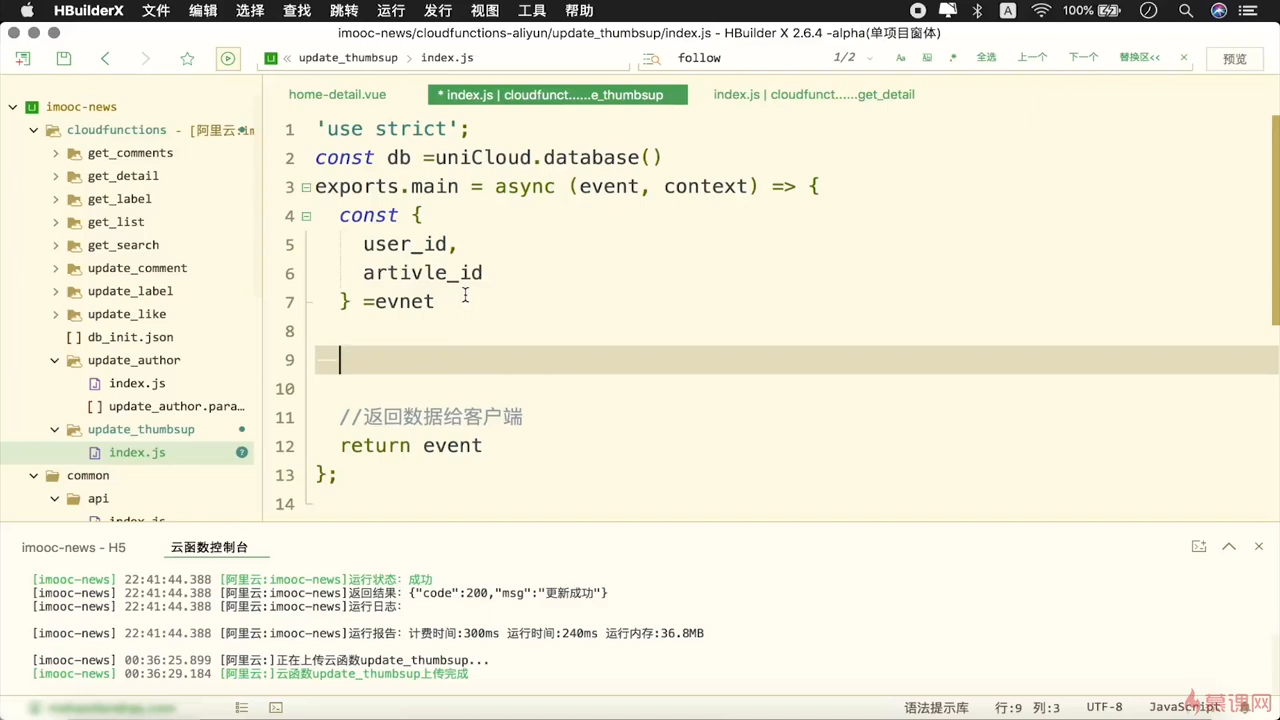 HBuilderX 文件 编辑 选择 查找 跳转 运行 发行 视图 工具 帮助 A 100%
imooc-news/cloudfunctions-aliyun/update_thumbsup/index.js - HBuilder X 2.6.4 -alpha(单项目窗体)
update_thumbsup index.js follow 1/2 Aa .* 全选 上一个 下一个 替换区<< 预览
imooc-news
cloudfunctions - [阿里云:im
get_comments
get_detail
get_label
get_list
get_search
update_comment
update_label
update_like
[ ] db_init.json
update_author
index.js
[ ] update_author.para...
update_thumbsup
index.js ?
common
api
index.js
home-detail.vue * index.js | cloudfunct......e_thumbsup index.js | cloudfunct......get_detail
1 'use strict';
2 const db =uniCloud.database()
3 exports.main = async (event, context) => {
4 const {
5 user_id,
6 artivle_id
7 } =evnet
8
9
10
11 //返回数据给客户端
12 return event
13 };
14
imooc-news - H5 云函数控制台
[imooc-news] 22:41:44.388 [阿里云:imooc-news]运行状态：成功
[imooc-news] 22:41:44.388 [阿里云:imooc-news]返回结果：{"code":200,"msg":"更新成功"}
[imooc-news] 22:41:44.388 [阿里云:imooc-news]运行日志：
[imooc-news] 22:41:44.388 [阿里云:imooc-news]运行报告：计费时间:300ms 运行时间:240ms 运行内存:36.8MB
[imooc-news] 00:36:25.899 [阿里云:]正在上传云函数update_thumbsup...
[imooc-news] 00:36:29.184 [阿里云:]云函数update_thumbsup上传完成
语法提示库 行:9 列:3 UTF-8 JavaScript
慕课网